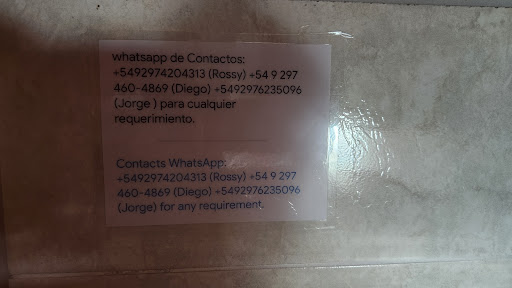 whatsapp de Contactos:
+5492974204313 (Rossy) +54 9 297
460-4869 (Diego) +5492976235096
(Jorge ) para cualquier
requerimiento.
Contacts WhatsApp:
+5492974204313 (Rossy) +54 9 297
460-4869 (Diego) +5492976235096
(Jorge) for any requirement.